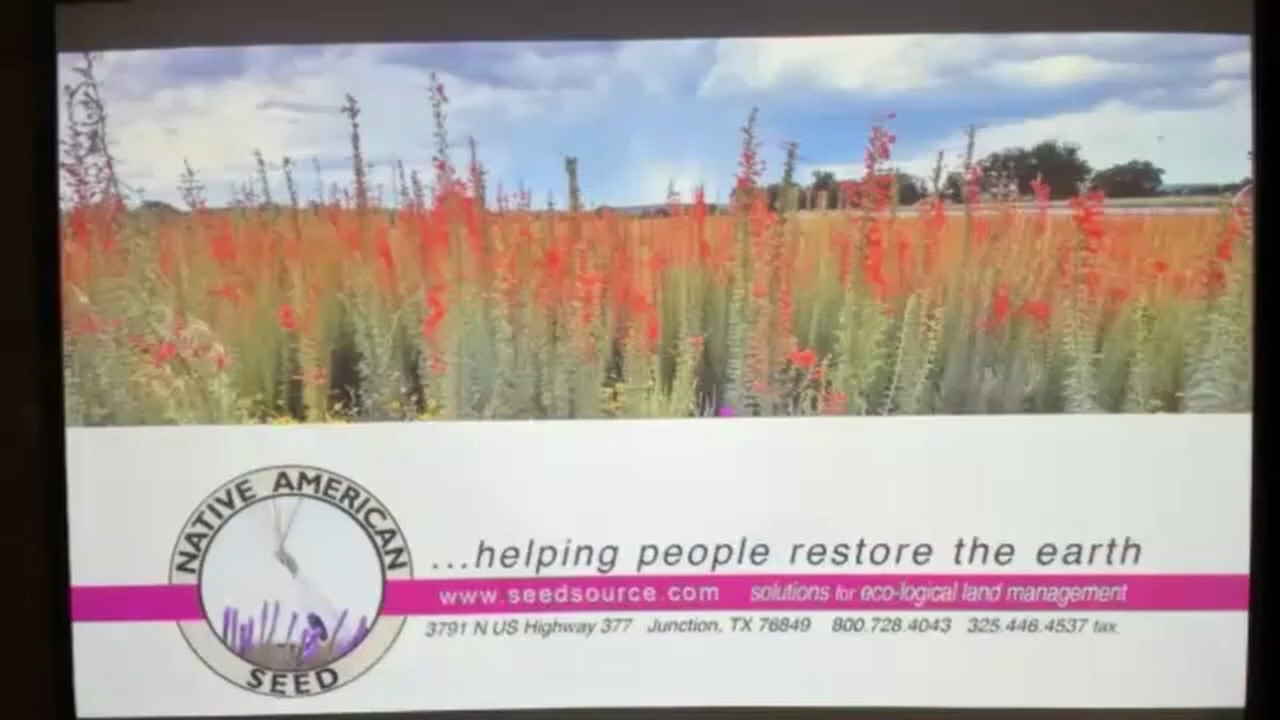 NATIVE AMERICAN
SEED
...helping people restore the earth
www.seedsource.com solutions for eco-logical land management
3791 N US Highway 377 Junction, TX 76849 800.728.4043 325.446.4537 fax